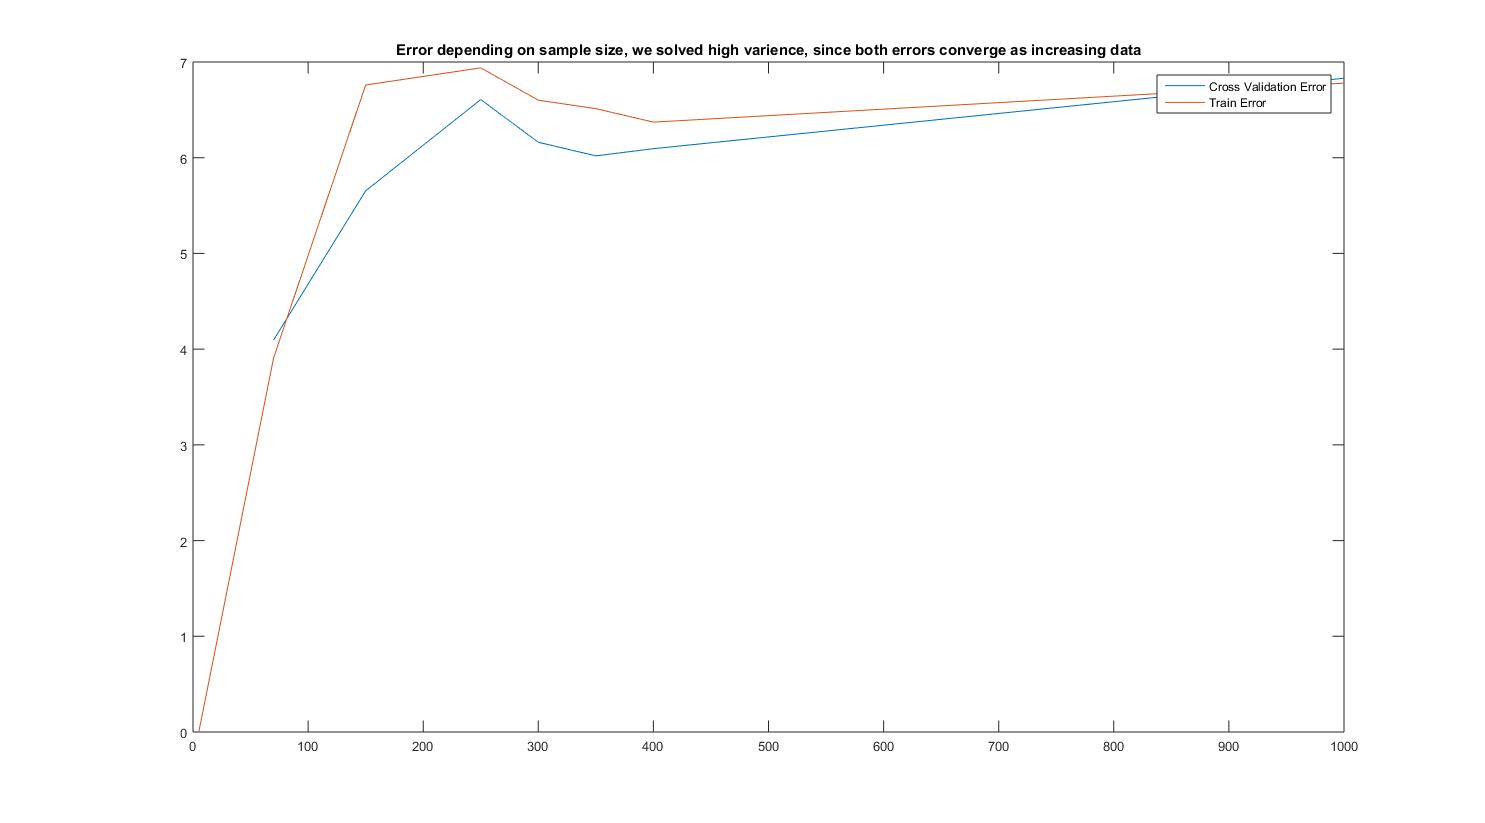 Error depending on sample size, we solved high varience, since both errors converge as increasing data
7
Cross Validation Error
Train Error
6
5
4
3
2
1
0
0 100 200 300 400 500 600 700 800 900 1000